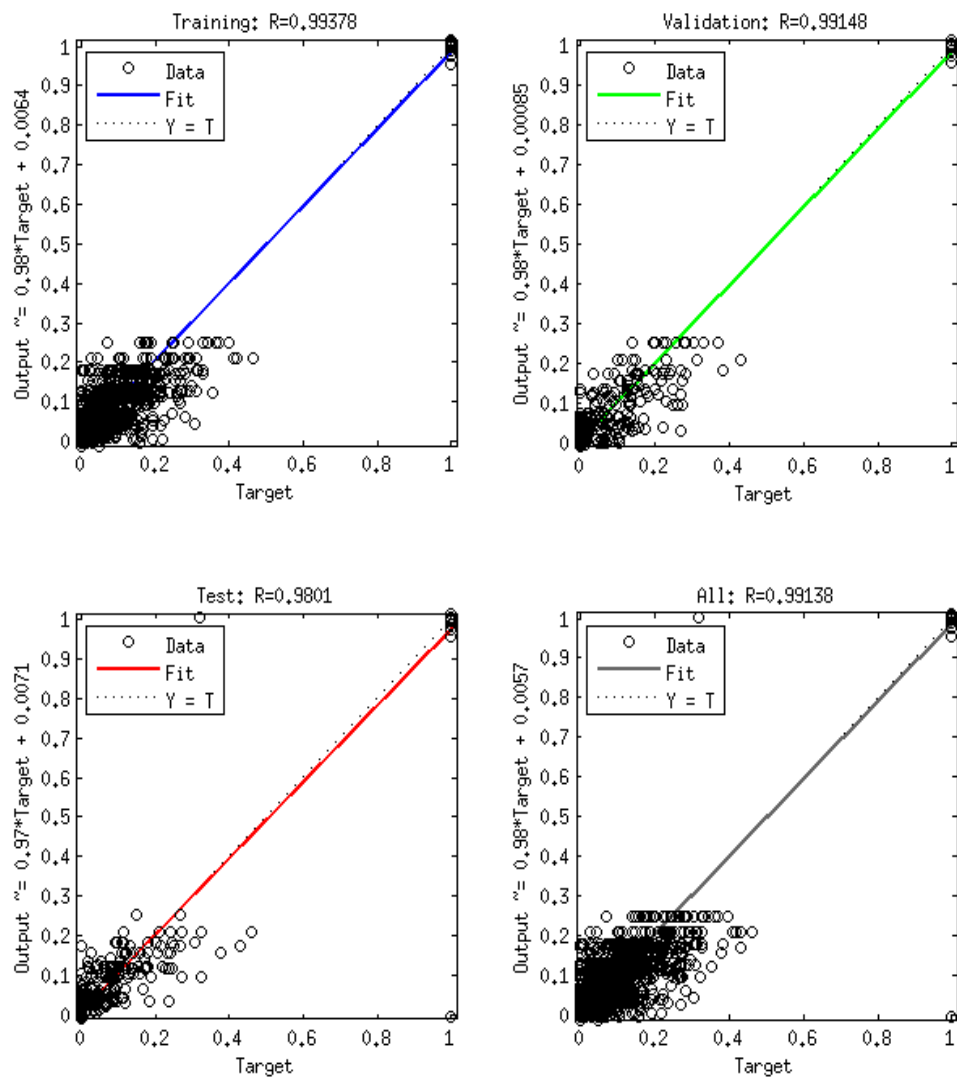 Training: R=0.99378
Output ~= 0.98*Target + 0.0064
1
0.9
0.8
0.7
0.6
0.5
0.4
0.3
0.2
0.1
0
Data
Fit
Y = T
0 0.2 0.4 0.6 0.8 1
Target
Validation: R=0.99148
Output ~= 0.98*Target + 0.00085
1
0.9
0.8
0.7
0.6
0.5
0.4
0.3
0.2
0.1
0
Data
Fit
Y = T
0 0.2 0.4 0.6 0.8 1
Target
Test: R=0.9801
Output ~= 0.97*Target + 0.0071
1
0.9
0.8
0.7
0.6
0.5
0.4
0.3
0.2
0.1
0
Data
Fit
Y = T
0 0.2 0.4 0.6 0.8 1
Target
All: R=0.99138
Output ~= 0.98*Target + 0.0057
1
0.9
0.8
0.7
0.6
0.5
0.4
0.3
0.2
0.1
0
Data
Fit
Y = T
0 0.2 0.4 0.6 0.8 1
Target